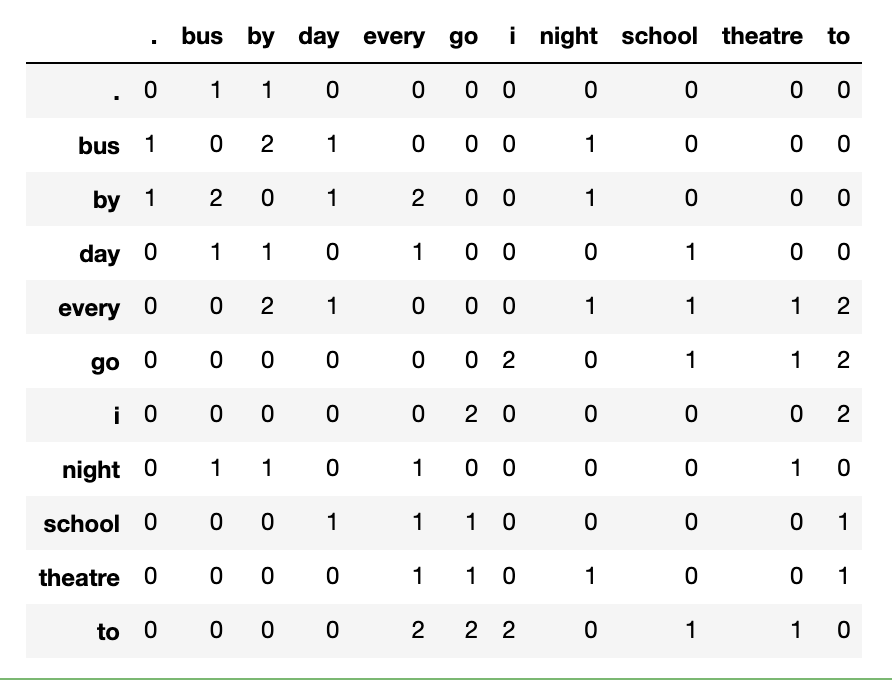 . bus by day every go i night school theatre to
. 0 1 1 0 0 0 0 0 0 0 0
bus 1 0 2 1 0 0 0 1 0 0 0
by 1 2 0 1 2 0 0 1 0 0 0
day 0 1 1 0 1 0 0 0 1 0 0
every 0 0 2 1 0 0 0 1 1 1 2
go 0 0 0 0 0 0 2 0 1 1 2
i 0 0 0 0 0 2 0 0 0 0 2
night 0 1 1 0 1 0 0 0 0 1 0
school 0 0 0 1 1 1 0 0 0 0 1
theatre 0 0 0 0 1 1 0 1 0 0 1
to 0 0 0 0 2 2 2 0 1 1 0